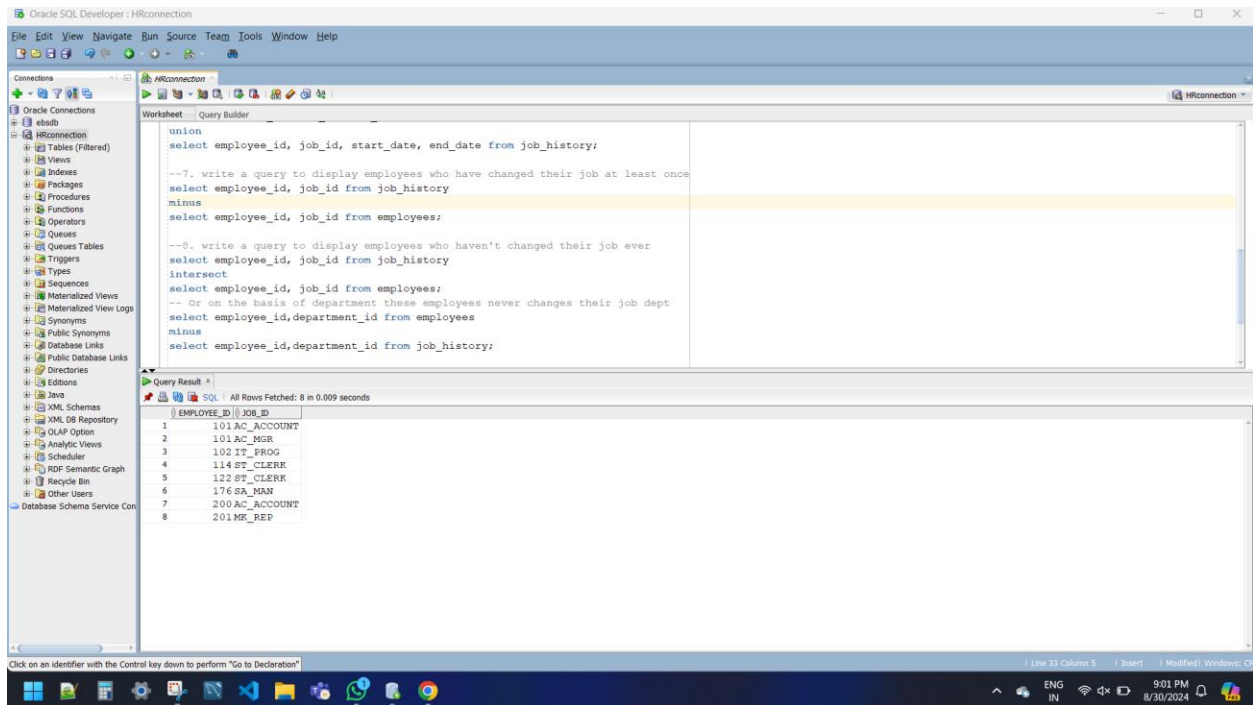 Oracle SQL Developer : HRconnection
File Edit View Navigate Run Source Team Tools Window Help
Connections
HRconnection
HRconnection
Worksheet Query Builder
Oracle Connections
ebsdb
HRconnection
Tables (Filtered)
Views
Indexes
Packages
Procedures
Functions
Operators
Queues
Queues Tables
Triggers
Types
Sequences
Materialized Views
Materialized View Logs
Synonyms
Public Synonyms
Database Links
Public Database Links
Directories
Editions
Java
XML Schemas
XML DB Repository
OLAP Option
Analytic Views
Scheduler
RDF Semantic Graph
Recycle Bin
Other Users
Database Schema Service Con
union
select employee_id, job_id, start_date, end_date from job_history;
--7. write a query to display employees who have changed their job at least once
select employee_id, job_id from job_history
minus
select employee_id, job_id from employees;
--8. write a query to display employees who haven't changed their job ever
select employee_id, job_id from job_history
intersect
select employee_id, job_id from employees;
-- Or on the basis of department these employees never changes their job dept
select employee_id,department_id from employees
minus
select employee_id,department_id from job_history;
Query Result
SQL | All Rows Fetched: 8 in 0.009 seconds
EMPLOYEE_ID JOB_ID
1 101 AC_ACCOUNT
2 101 AC_MGR
3 102 IT_PROG
4 114 ST_CLERK
5 122 ST_CLERK
6 176 SA_MAN
7 200 AC_ACCOUNT
8 201 MK_REP
Click on an identifier with the Control key down to perform "Go to Declaration"
| Line 33 Column 5 | Insert | Modified | Windows: CR
ENG
IN
9:01 PM
8/30/2024